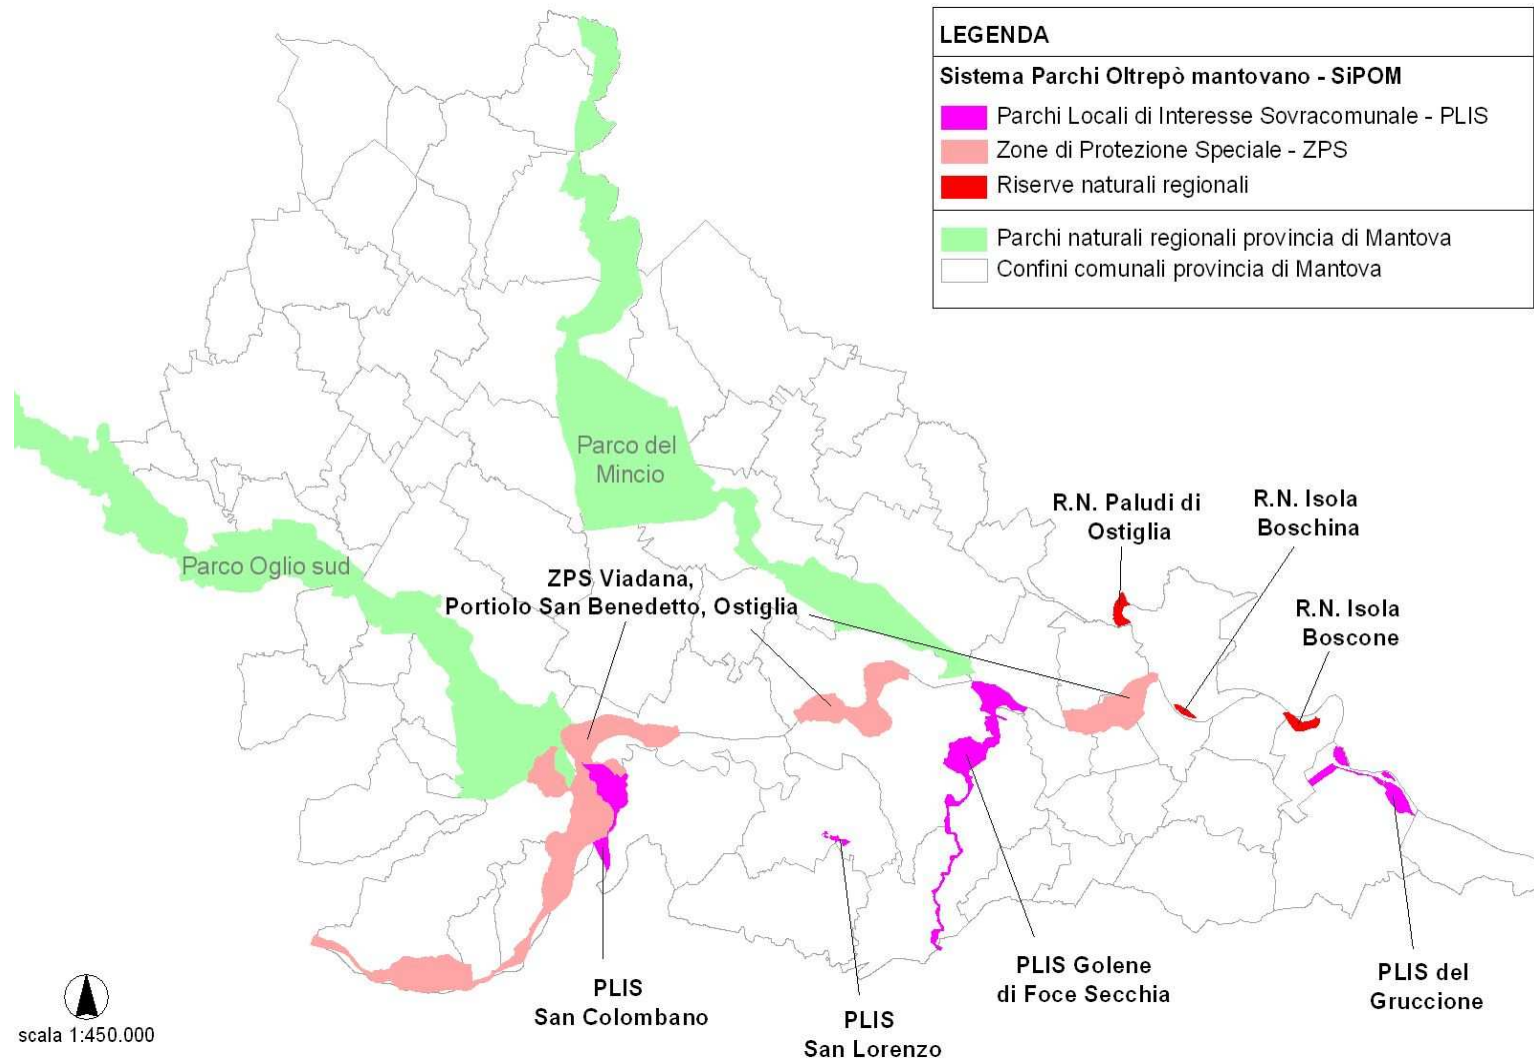 LEGENDA
Sistema Parchi Oltrepò mantovano - SiPOM
Parchi Locali di Interesse Sovracomunale - PLIS
Zone di Protezione Speciale - ZPS
Riserve naturali regionali
Parchi naturali regionali provincia di Mantova
Confini comunali provincia di Mantova
Parco del
Mincio
R.N. Paludi di
Ostiglia
R.N. Isola
Boschina
Parco Oglio sud
ZPS Viadana,
Portiolo San Benedetto, Ostiglia
R.N. Isola
Boscone
PLIS
San Colombano
PLIS
San Lorenzo
PLIS Golene
di Foce Secchia
PLIS del
Gruccione
scala 1:450.000